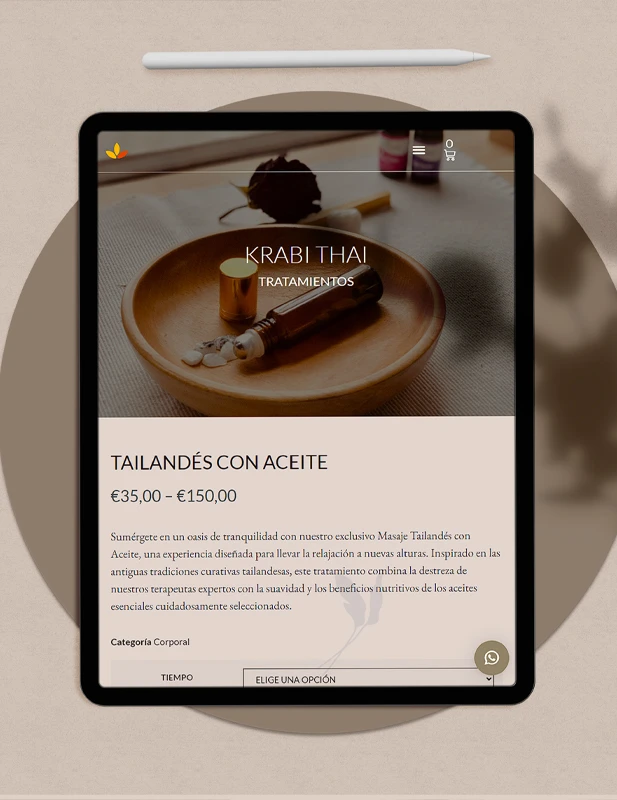 0
KRABI THAI
TRATAMIENTOS
TAILANDÉS CON ACEITE
€35,00 – €150,00
Sumérgete en un oasis de tranquilidad con nuestro exclusivo Masaje Tailandés con
Aceite, una experiencia diseñada para llevar la relajación a nuevas alturas. Inspirado en las
antiguas tradiciones curativas tailandesas, este tratamiento combina la destreza de
nuestros terapeutas expertos con la suavidad y los beneficios nutritivos de los aceites
esenciales cuidadosamente seleccionados.
Categoría Corporal
TIEMPO ELIGE UNA OPCIÓN